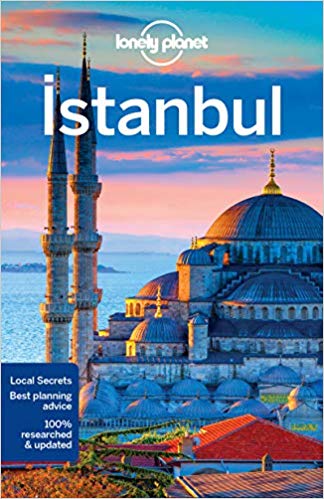 lonely planet
İstanbul
Local Secrets
Best planning
advice
100%
researched
& updated